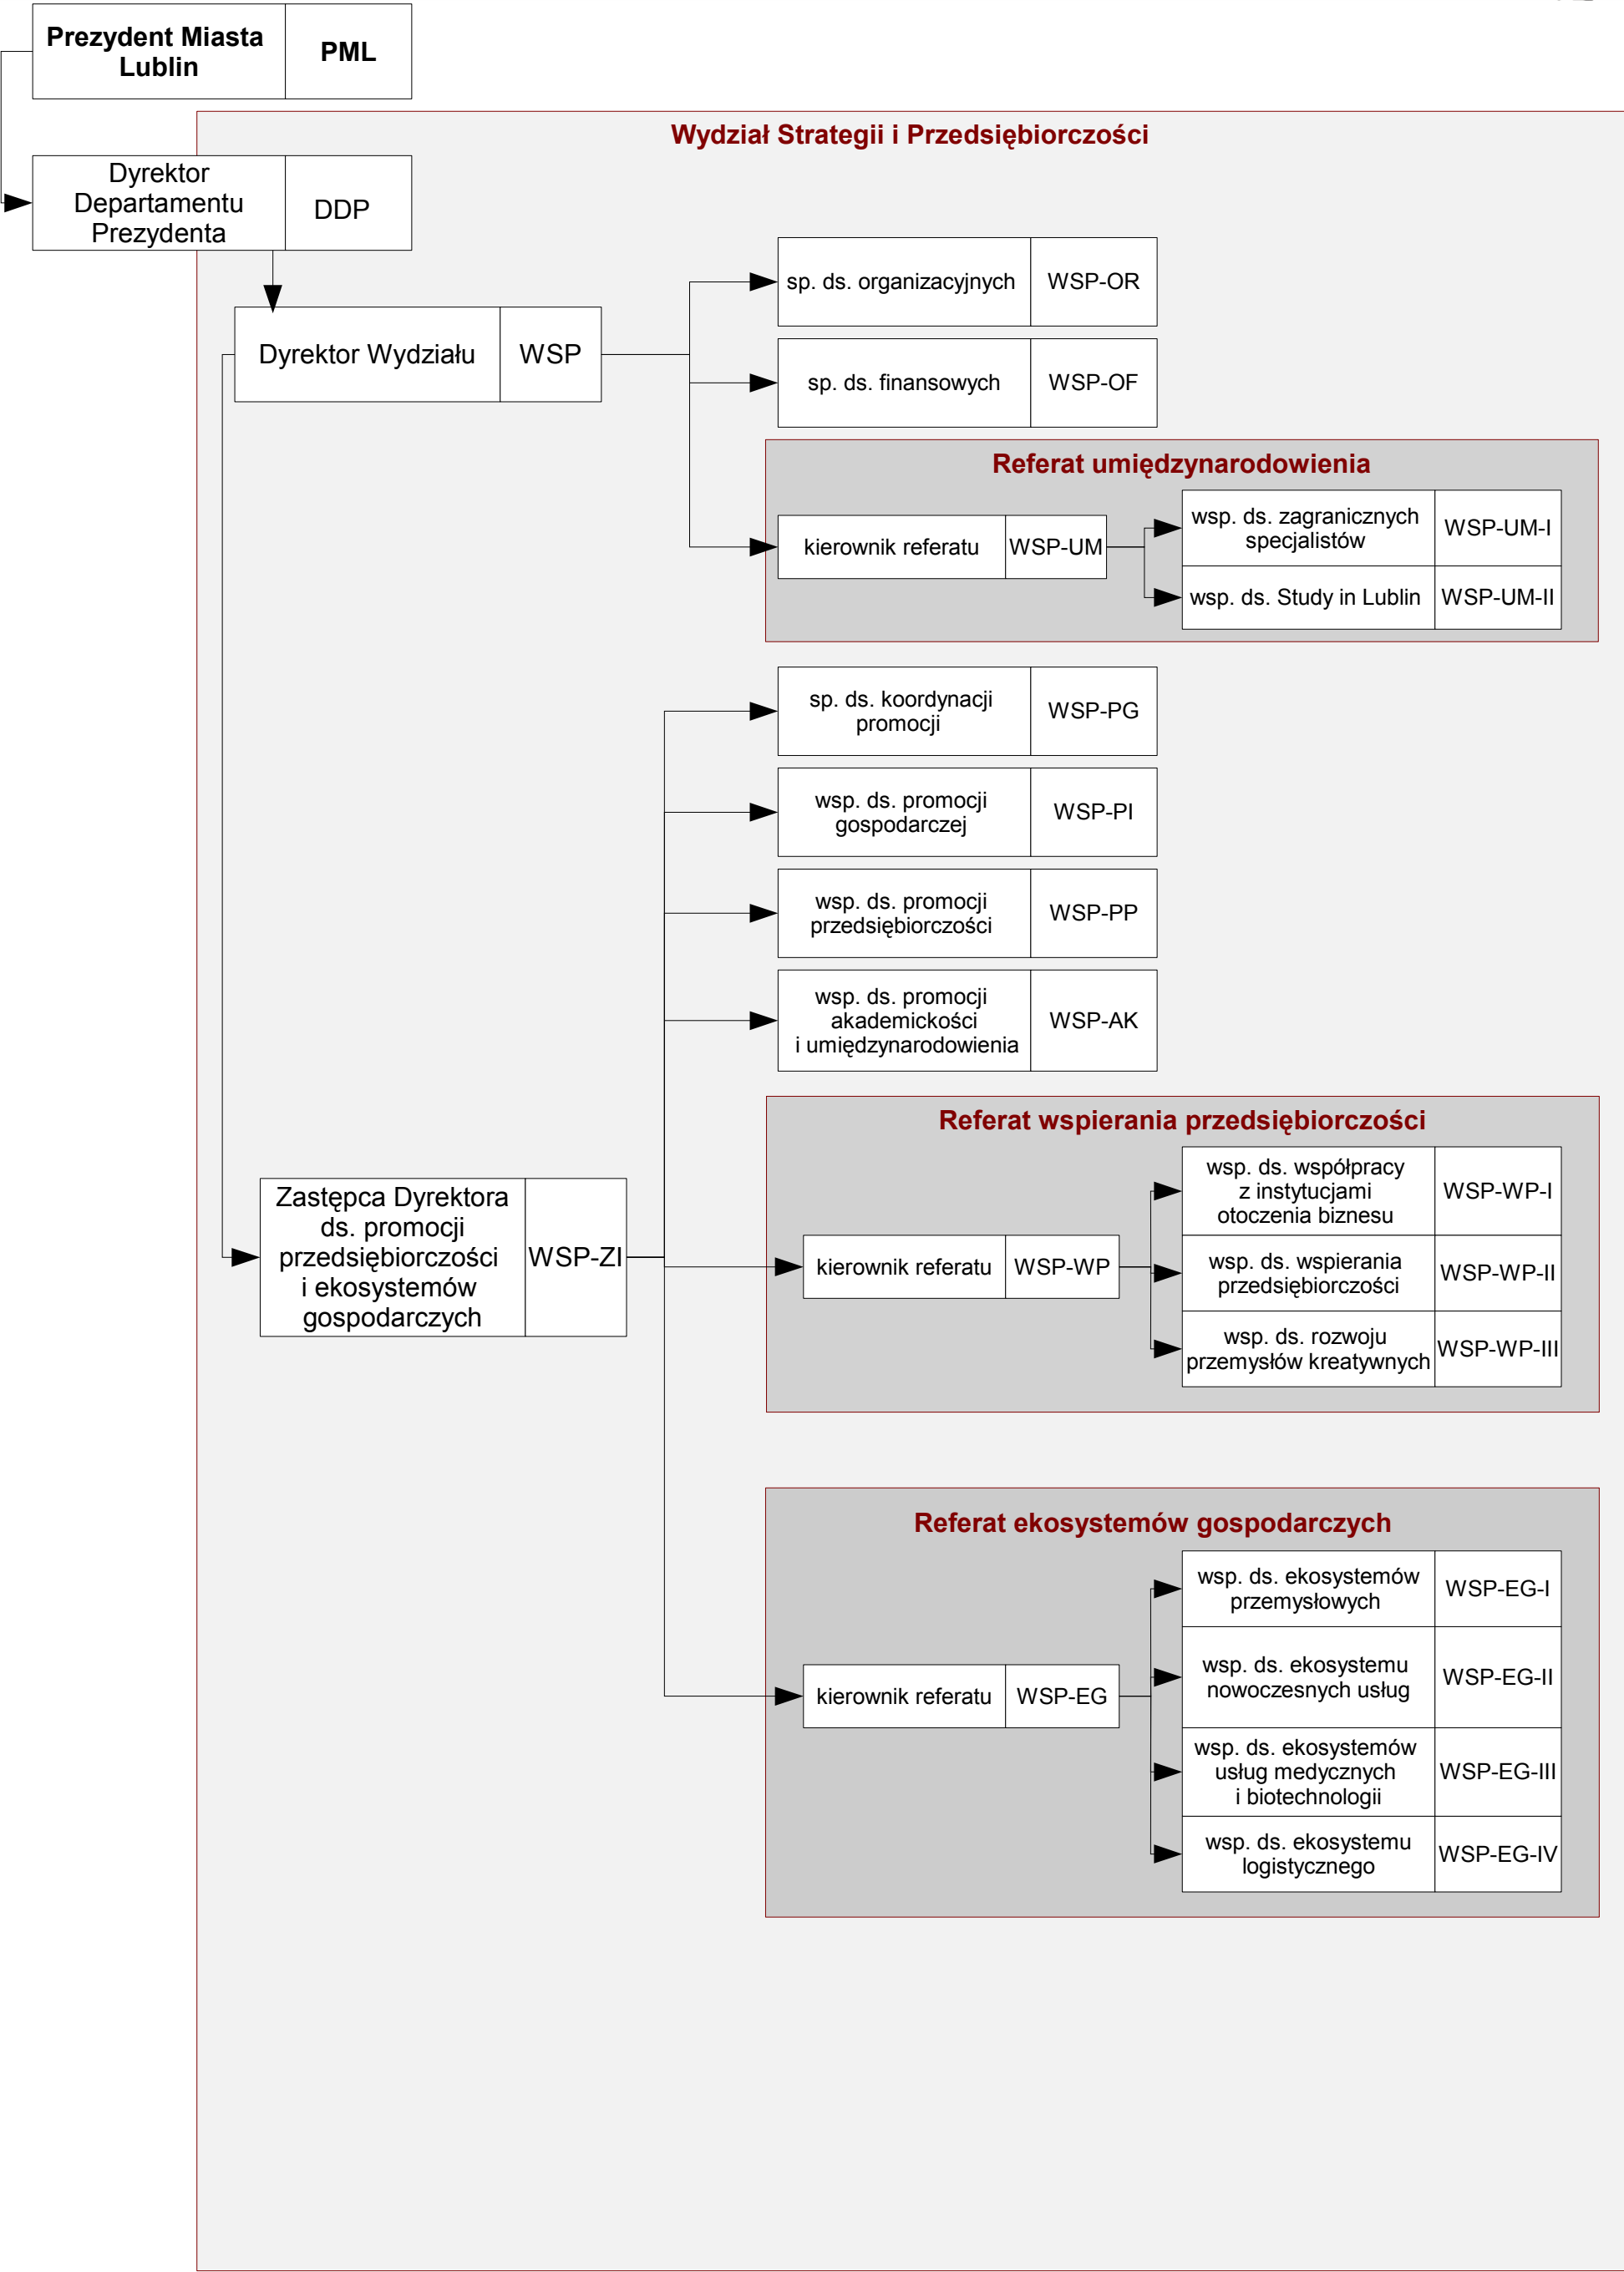 Prezydent Miasta
Lublin
PML
Wydział Strategii i Przedsiębiorczości
Dyrektor
Departamentu
Prezydenta
DDP
sp. ds. organizacyjnych
WSP-OR
Dyrektor Wydziału
WSP
sp. ds. finansowych
WSP-OF
Referat umiędzynarodowienia
kierownik referatu
WSP-UM
wsp. ds. zagranicznych
specjalistów
WSP-UM-I
wsp. ds. Study in Lublin
WSP-UM-II
sp. ds. koordynacji
promocji
WSP-PG
wsp. ds. promocji
gospodarczej
WSP-PI
wsp. ds. promocji
przedsiębiorczości
WSP-PP
wsp. ds. promocji
akademickości
i umiędzynarodowienia
WSP-AK
Zastępca Dyrektora
ds. promocji
przedsiębiorczości
i ekosystemów
gospodarczych
WSP-ZI
Referat wspierania przedsiębiorczości
kierownik referatu
WSP-WP
wsp. ds. współpracy
z instytucjami
otoczenia biznesu
WSP-WP-I
wsp. ds. wspierania
przedsiębiorczości
WSP-WP-II
wsp. ds. rozwoju
przemysłów kreatywnych
WSP-WP-III
Referat ekosystemów gospodarczych
kierownik referatu
WSP-EG
wsp. ds. ekosystemów
przemysłowych
WSP-EG-I
wsp. ds. ekosystemu
nowoczesnych usług
WSP-EG-II
wsp. ds. ekosystemów
usług medycznych
i biotechnologii
WSP-EG-III
wsp. ds. ekosystemu
logistycznego
WSP-EG-IV